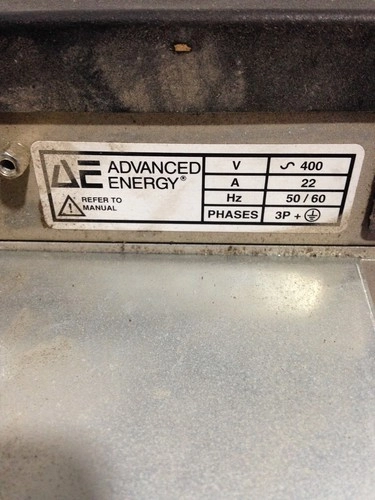 AE ADVANCED
ENERGY®
REFER TO
MANUAL
V 400
A 22
Hz 50 / 60
PHASES 3P +